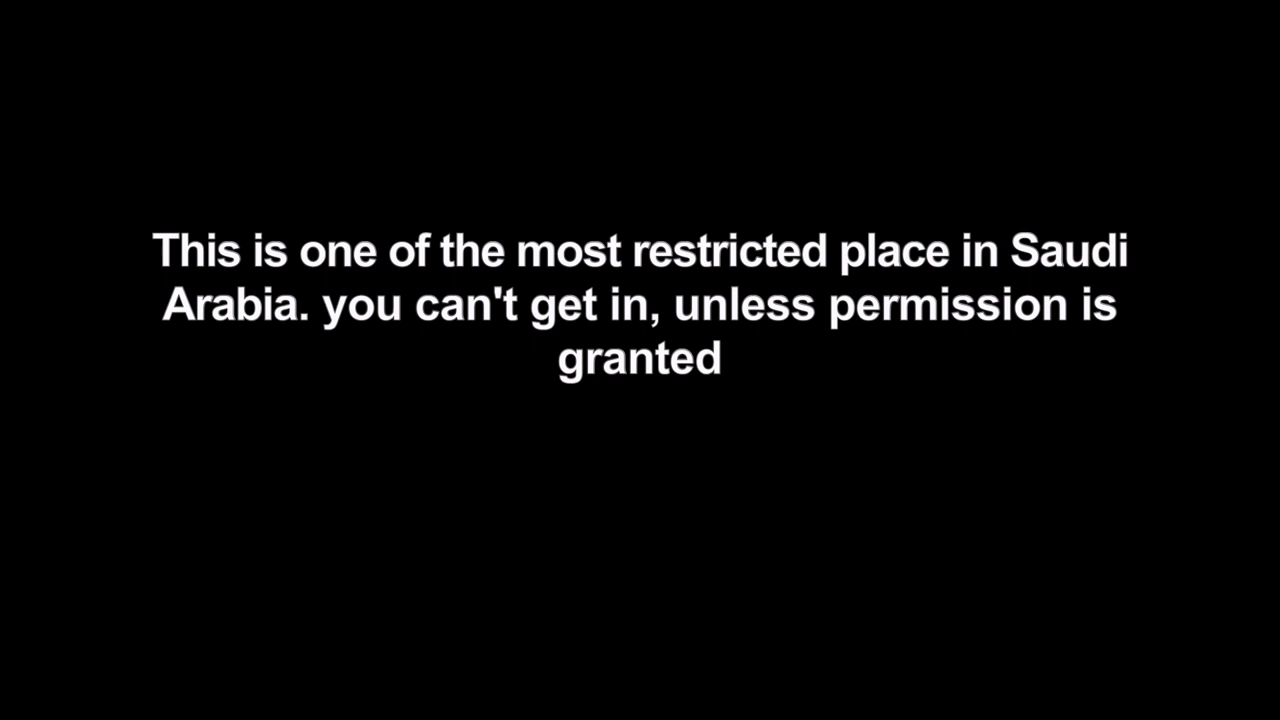 This is one of the most restricted place in Saudi
Arabia. you can't get in, unless permission is
granted